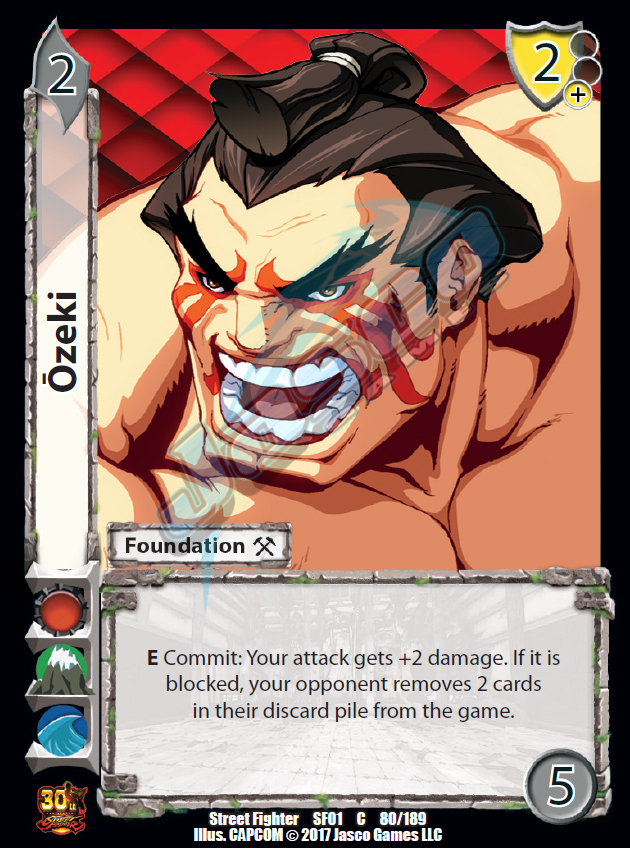 2
2
+
Ōzeki
Foundation
E Commit: Your attack gets +2 damage. If it is
blocked, your opponent removes 2 cards
in their discard pile from the game.
5
30th
Street Fighter SF01 C 80/189
Illus. CAPCOM © 2017 Jasco Games LLC